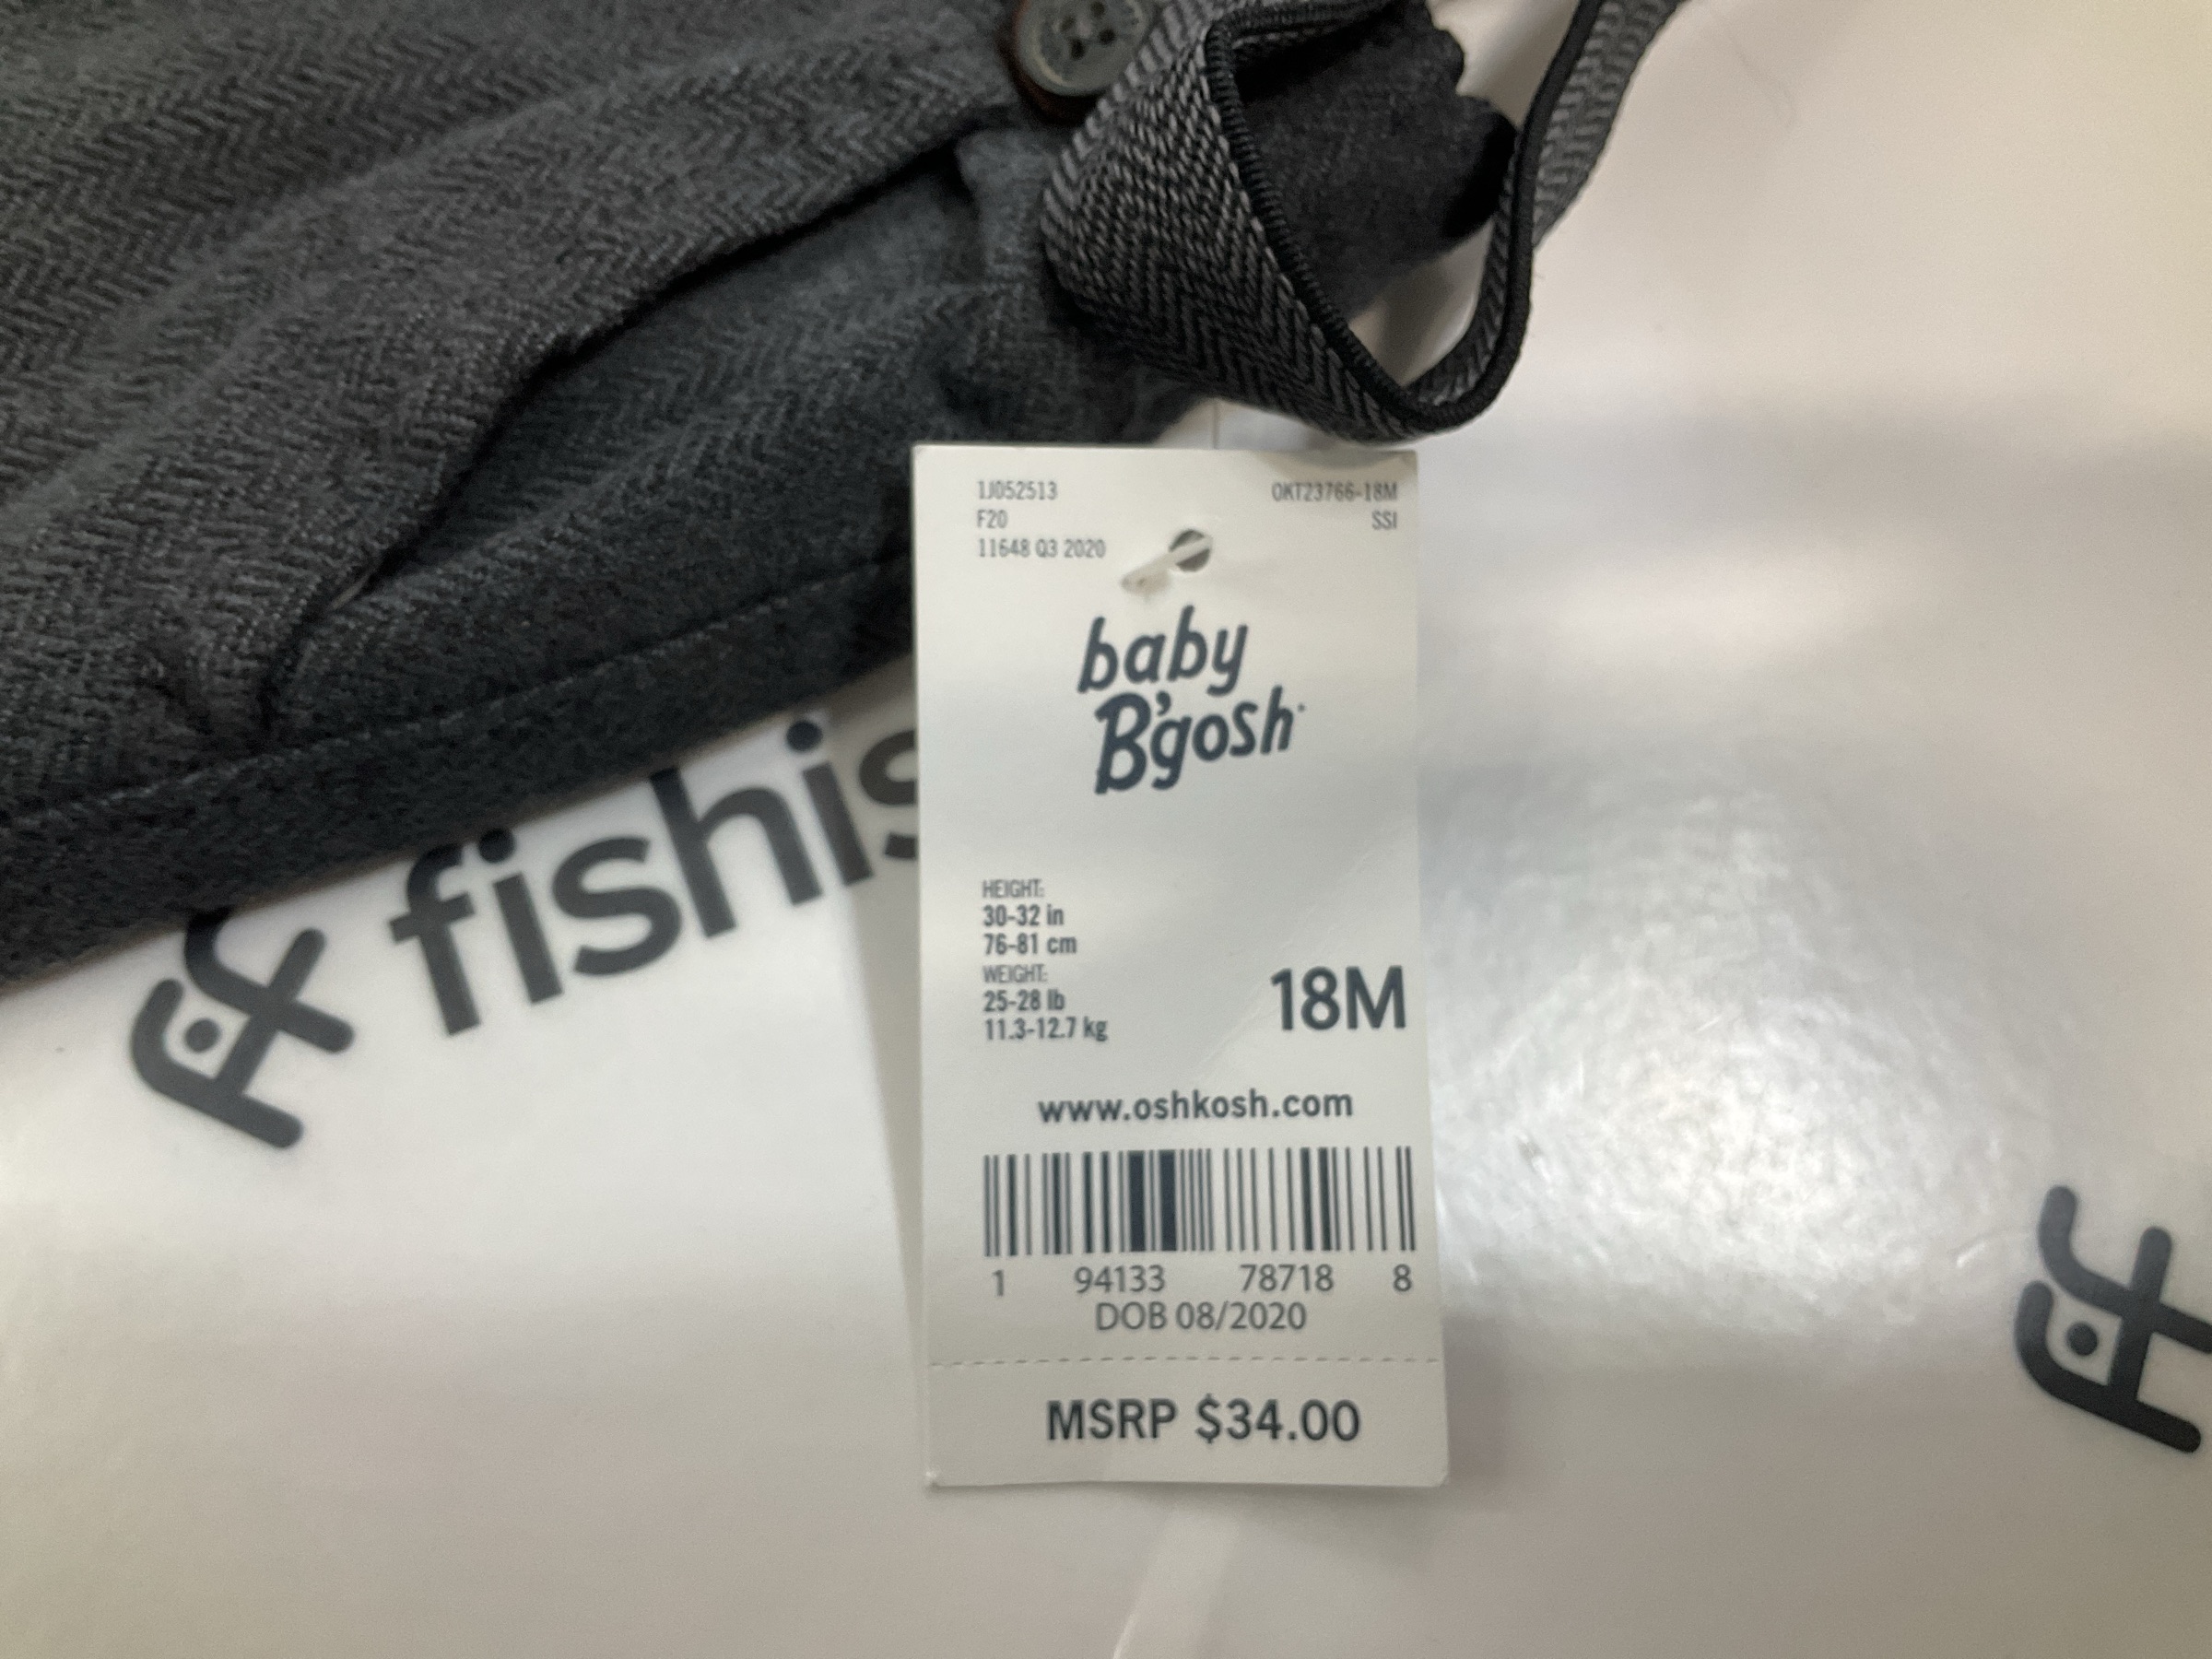 1J052513
F20
11648 Q3 2020
OKT23766-18M
SSI
baby
B'gosh
HEIGHT:
30-32 in
76-81 cm
WEIGHT:
25-28 lb
11.3-12.7 kg
18M
www.oshkosh.com
1 94133 78718 8
DOB 08/2020
MSRP $34.00
fishis